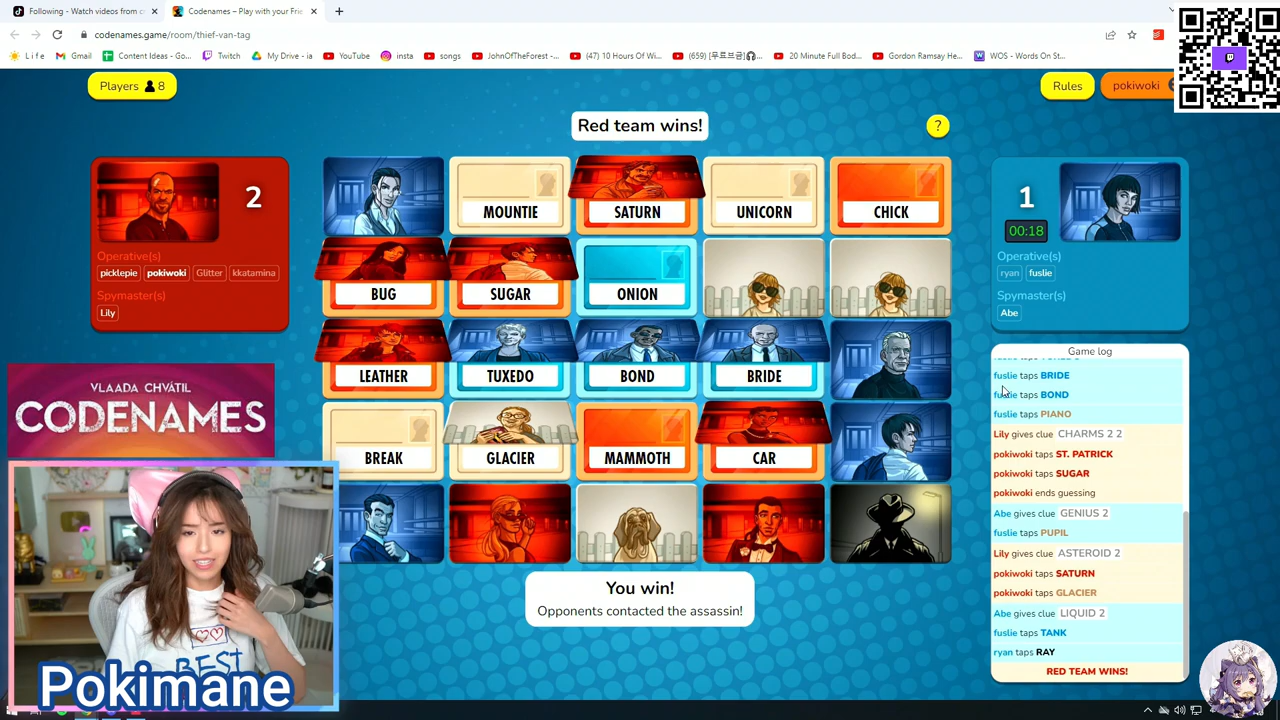 Following - Watch videos from c
Codenames – Play with your Frie
codenames.game/room/thief-van-tag
L i f e
Gmail
Content Ideas - Go...
Twitch
My Drive - ia
YouTube
insta
songs
JohnOfTheForest -...
(47) 10 Hours Of Wi...
(659) [무료브금]
20 Minute Full Bod...
Gordon Ramsay He...
WOS - Words On St...
Players 8
Rules
pokiwoki
Red team wins!
?
2
Operative(s)
picklepie
pokiwoki
Glitter
kkatamina
Spymaster(s)
Lily
MOUNTIE
SATURN
UNICORN
CHICK
BUG
SUGAR
ONION
LEATHER
TUXEDO
BOND
BRIDE
BREAK
GLACIER
MAMMOTH
CAR
1
00:18
Operative(s)
ryan
fuslie
Spymaster(s)
Abe
Game log
fuslie taps BRIDE
fuslie taps BOND
fuslie taps PIANO
Lily gives clue CHARMS 2 2
pokiwoki taps ST. PATRICK
pokiwoki taps SUGAR
pokiwoki ends guessing
Abe gives clue GENIUS 2
fuslie taps PUPIL
Lily gives clue ASTEROID 2
pokiwoki taps SATURN
pokiwoki taps GLACIER
Abe gives clue LIQUID 2
fuslie taps TANK
ryan taps RAY
RED TEAM WINS!
You win!
Opponents contacted the assassin!
VLAADA CHVÁTIL
CODENAMES
BEST
Pokimane